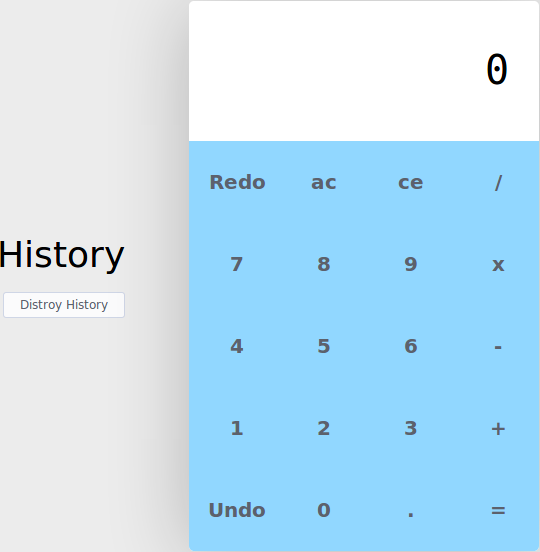 0
Redo ac ce /
7 8 9 x
History
Distroy History
4 5 6 -
1 2 3 +
Undo 0 . =